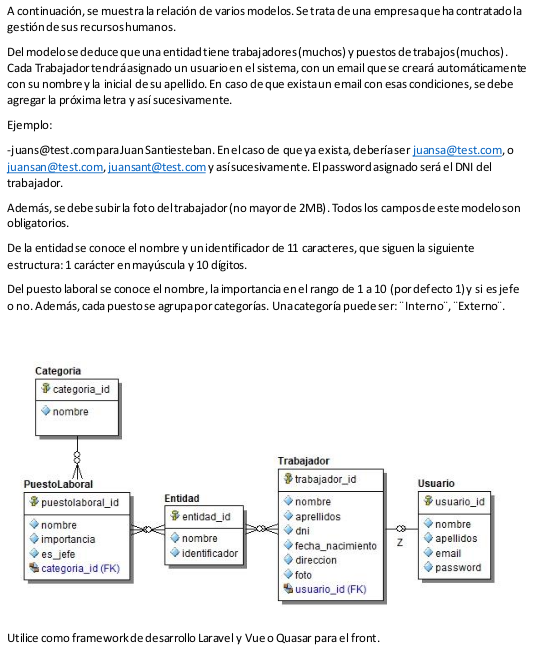 A continuación, se muestra la relación de varios modelos. Se trata de una empresa que ha contratado la
gestión de sus recursos humanos.
Del modelo se deduce que una entidad tiene trabajadores (muchos) y puestos de trabajos (muchos).
Cada Trabajador tendrá asignado un usuario en el sistema, con un email que se creará automáticamente
con su nombre y la inicial de su apellido. En caso de que exista un email con esas condiciones, se debe
agregar la próxima letra y así sucesivamente.
Ejemplo:
-juans@test.com para Juan Santiesteban. En el caso de que ya exista, debería ser juansa@test.com, o
juansan@test.com, juansant@test.com y así sucesivamente. El password asignado será el DNI del
trabajador.
Además, se debe subir la foto del trabajador (no mayor de 2MB). Todos los campos de este modelo son
obligatorios.
De la entidad se conoce el nombre y un identificador de 11 caracteres, que siguen la siguiente
estructura: 1 carácter en mayúscula y 10 dígitos.
Del puesto laboral se conoce el nombre, la importancia en el rango de 1 a 10 (por defecto 1) y si es jefe
o no. Además, cada puesto se agrupa por categorías. Una categoría puede ser: ¨Interno¨, ¨Externo¨.
Categoria
categoria_id
nombre
PuestoLaboral
puestolaboral_id
nombre
importancia
es_jefe
categoria_id (FK)
Entidad
entidad_id
nombre
identificador
Trabajador
trabajador_id
nombre
aprellidos
dni
fecha_nacimiento
direccion
foto
usuario_id (FK)
Z
Usuario
usuario_id
nombre
apellidos
email
password
Utilice como framework de desarrollo Laravel y Vue o Quasar para el front.